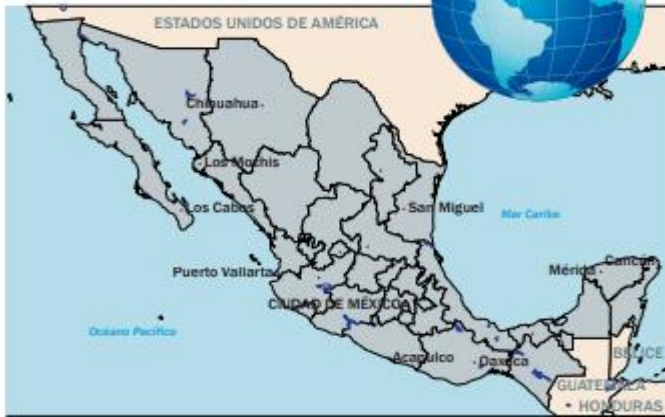 ESTADOS UNIDOS DE AMÉRICA
Chihuahua
Los Mochis
Los Cabos
San Miguel
Mar Caribe
Puerto Vallarta
Mérida
Cancún
CIUDAD DE MÉXICO
Océano Pacífico
Acapulco
Oaxaca
BELICE
GUATEMALA
HONDURAS